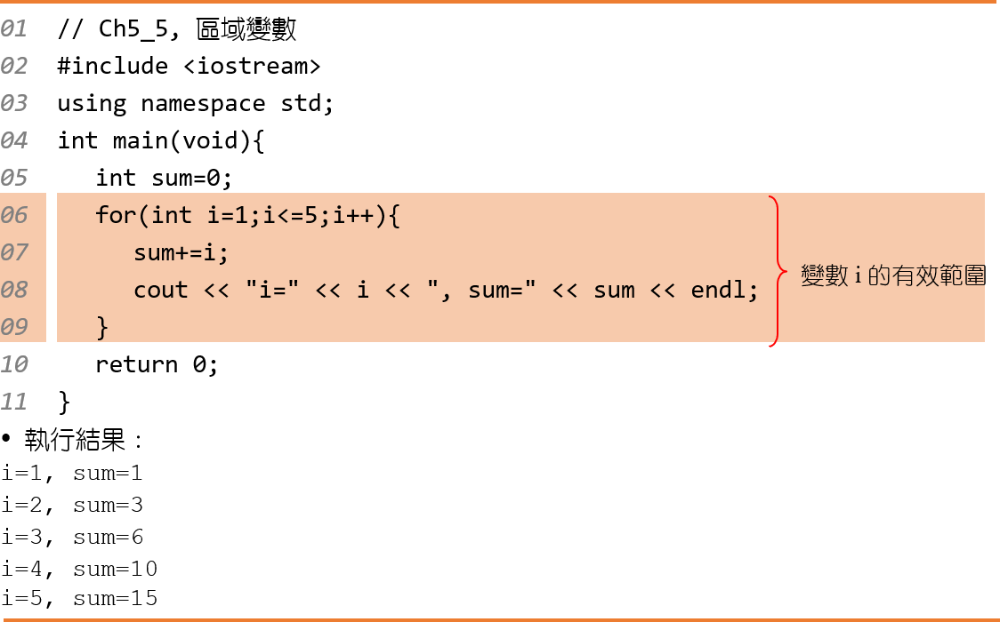 01 // Ch5_5, 區域變數
02 #include <iostream>
03 using namespace std;
04 int main(void){
05 int sum=0;
06 for(int i=1;i<=5;i++){
07 sum+=i;
08 cout << "i=" << i << ", sum=" << sum << endl;
變數 i 的有效範圍
09 }
10 return 0;
11 }
• 執行結果：
i=1, sum=1
i=2, sum=3
i=3, sum=6
i=4, sum=10
i=5, sum=15